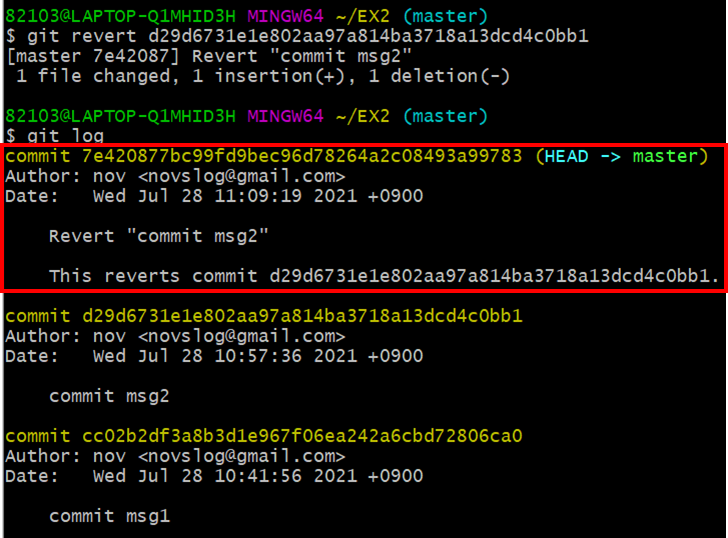 82103@LAPTOP-Q1MHID3H MINGW64 ~/EX2 (master)
$ git revert d29d6731e1e802aa97a814ba3718a13dcd4c0bb1
[master 7e42087] Revert "commit msg2"
 1 file changed, 1 insertion(+), 1 deletion(-)

82103@LAPTOP-Q1MHID3H MINGW64 ~/EX2 (master)
$ git log
commit 7e420877bc99fd9bec96d78264a2c08493a99783 (HEAD -> master)
Author: nov <novslog@gmail.com>
Date:   Wed Jul 28 11:09:19 2021 +0900

    Revert "commit msg2"

    This reverts commit d29d6731e1e802aa97a814ba3718a13dcd4c0bb1.

commit d29d6731e1e802aa97a814ba3718a13dcd4c0bb1
Author: nov <novslog@gmail.com>
Date:   Wed Jul 28 10:57:36 2021 +0900

    commit msg2

commit cc02b2df3a8b3d1e967f06ea242a6cbd72806ca0
Author: nov <novslog@gmail.com>
Date:   Wed Jul 28 10:41:56 2021 +0900

    commit msg1